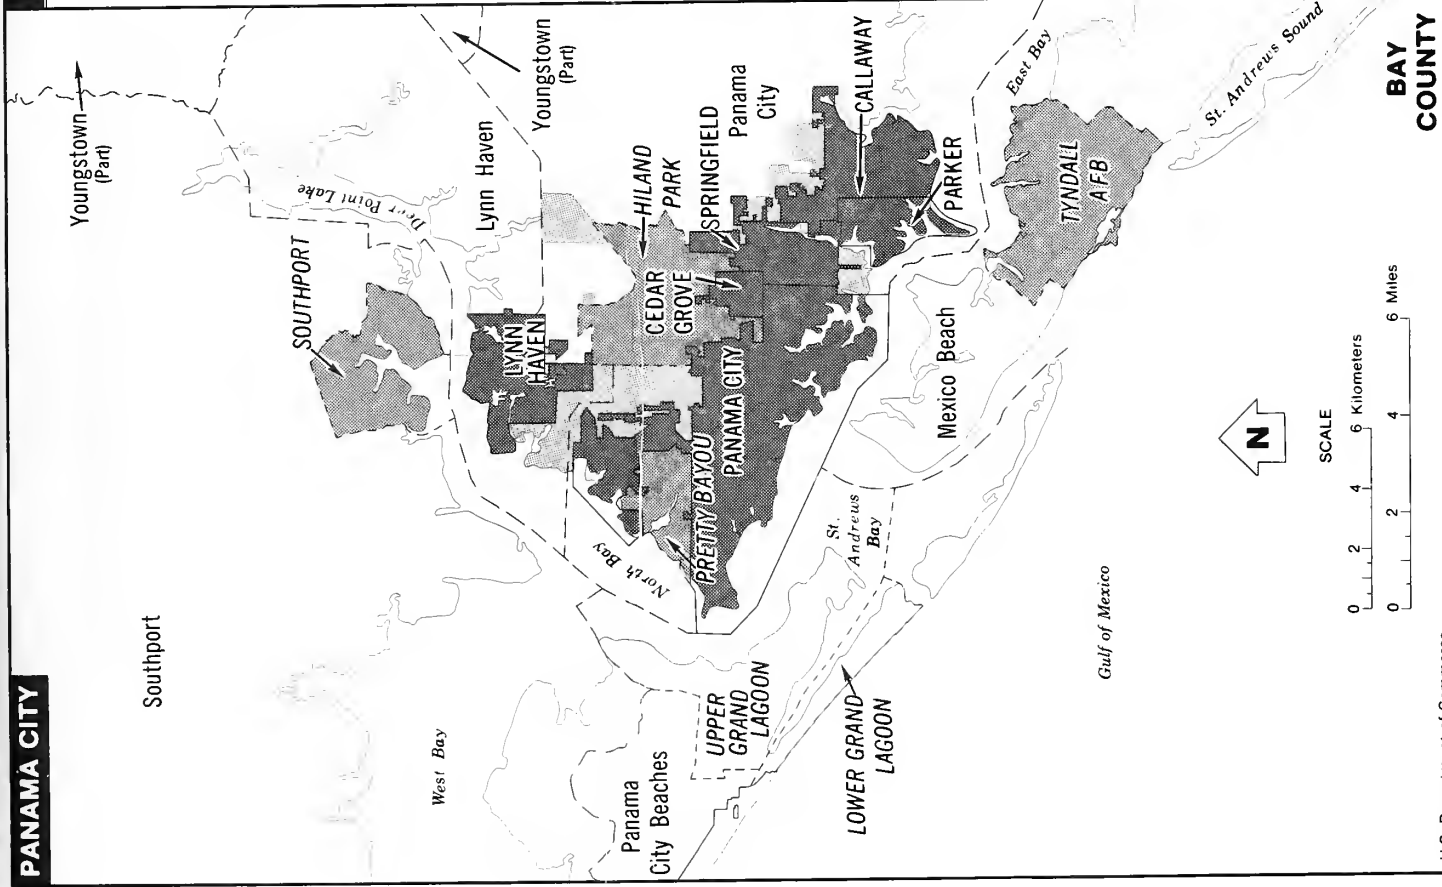 PANAMA CITY
Youngstown
(Part)
Youngstown
(Part)
Southport
SOUTHPORT
Deer Point Lake
Lynn Haven
LYNN
HAVEN
HILAND
PARK
SPRINGFIELD
Panama
City
CALLAWAY
PARKER
East Bay
St. Andrews Sound
BAY
COUNTY
TYNDALL
AFB
CEDAR
GROVE
PANAMA CITY
PRETTY BAYOU
North Bay
West Bay
Panama
City Beaches
UPPER
GRAND
LAGOON
LOWER GRAND
LAGOON
St.
Andrews
Bay
Mexico Beach
Gulf of Mexico
N
SCALE
0 2 4 6 Kilometers
0 2 4 6 Miles